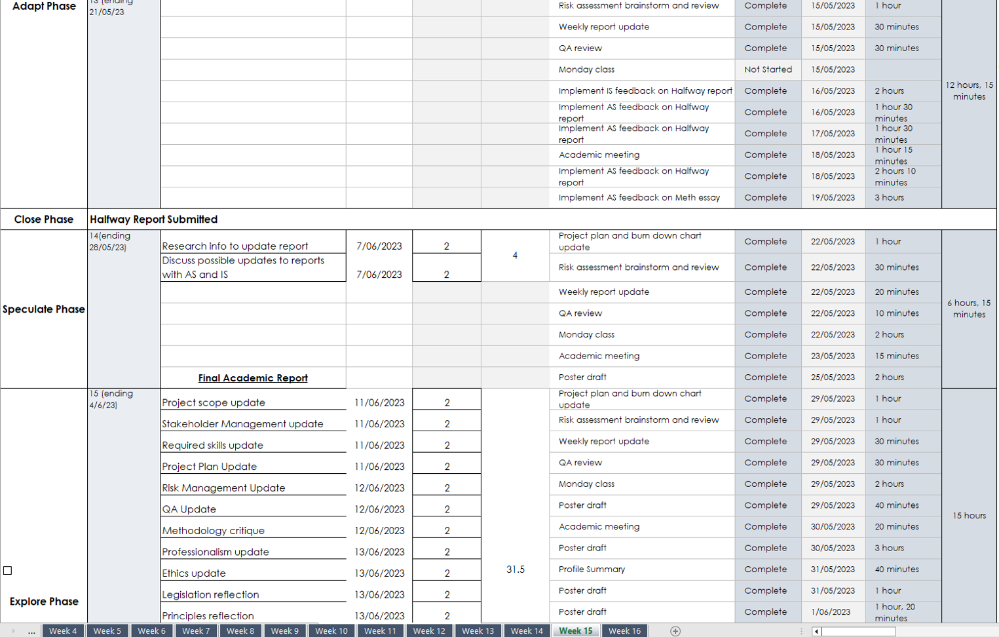 Adapt Phase
13 (ending
21/05/23
Risk assessment brainstorm and review Complete 15/05/2023 1 hour
Weekly report update Complete 15/05/2023 30 minutes
QA review Complete 15/05/2023 30 minutes
Monday class Not Started 15/05/2023
12 hours, 15
minutes
Implement IS feedback on Halfway report Complete 16/05/2023 2 hours
Implement AS feedback on Halfway
report
Complete 16/05/2023
1 hour 30
minutes
Implement AS feedback on Halfway
report
Complete 17/05/2023
1 hour 30
minutes
Academic meeting Complete 18/05/2023
1 hour 15
minutes
Implement AS feedback on Halfway
report
Complete 18/05/2023
2 hours 10
minutes
Implement AS feedback on Meth essay Complete 19/05/2023 3 hours
Close Phase Halfway Report Submitted
Speculate Phase
14(ending
28/05/23)
Research info to update report 7/06/2023 2
Discuss possible updates to reports
with AS and IS 7/06/2023 2
4
Project plan and burn down chart
update
Complete 22/05/2023 1 hour
Risk assessment brainstorm and review Complete 22/05/2023 30 minutes
Weekly report update Complete 22/05/2023 20 minutes
QA review Complete 22/05/2023 10 minutes
6 hours, 15
minutes
Monday class Complete 22/05/2023 2 hours
Academic meeting Complete 23/05/2023 15 minutes
Final Academic Report
Poster draft Complete 25/05/2023 2 hours
Explore Phase
15 (ending
4/6/23)
Project scope update 11/06/2023 2
Stakeholder Management update 11/06/2023 2
Required skills update 11/06/2023 2
Project Plan Update 11/06/2023 2
Risk Management Update 12/06/2023 2
QA Update 12/06/2023 2
Methodology critique 12/06/2023 2
Professionalism update 13/06/2023 2
Ethics update 13/06/2023 2
Legislation reflection 13/06/2023 2
Principles reflection 13/06/2023 2
31.5
Project plan and burn down chart
update
Complete 29/05/2023 1 hour
Risk assessment brainstorm and review Complete 29/05/2023 1 hour
Weekly report update Complete 29/05/2023 30 minutes
QA review Complete 29/05/2023 30 minutes
Monday class Complete 29/05/2023 2 hours
Poster draft Complete 29/05/2023 40 minutes
15 hours
Academic meeting Complete 30/05/2023 20 minutes
Poster draft Complete 30/05/2023 3 hours
Profile Summary Complete 31/05/2023 40 minutes
Poster draft Complete 31/05/2023 1 hour
Poster draft Complete 1/06/2023
1 hour, 20
minutes
... Week 4 Week 5 Week 6 Week 7 Week 8 Week 9 Week 10 Week 11 Week 12 Week 13 Week 14 Week 15 Week 16